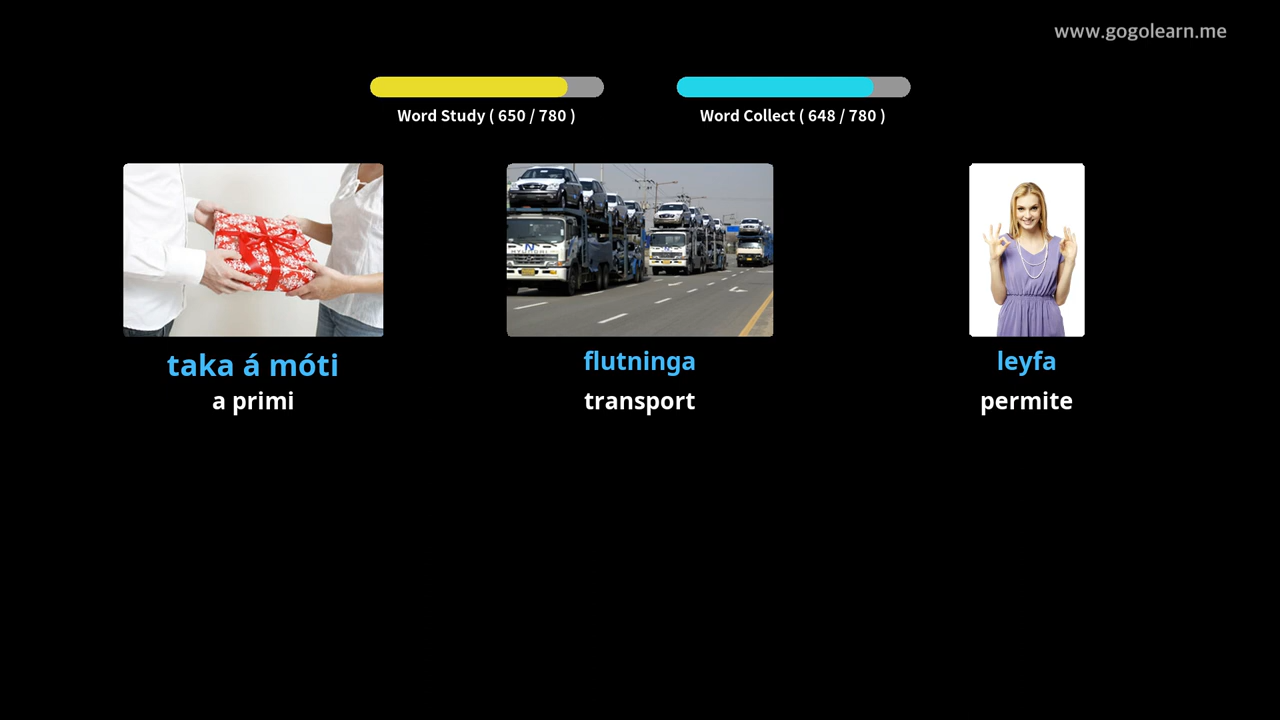 www.gogolearn.me
Word Study ( 650 / 780 )
Word Collect ( 648 / 780 )
taka á móti
flutninga
leyfa
a primi
transport
permite